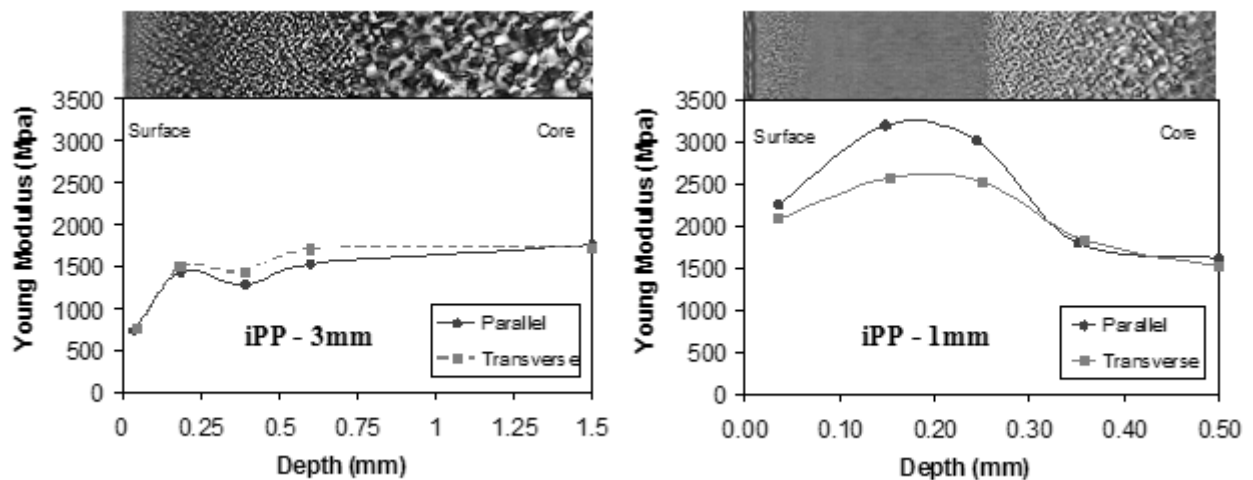 Young Modulus (Mpa)
3500
3000
2500
2000
1500
1000
500
0
Surface
Core
iPP - 3mm
Parallel
Transverse
0 0.25 0.5 0.75 1 1.25 1.5
Depth (mm)
Young Modulus (Mpa)
3500
3000
2500
2000
1500
1000
500
0
Surface
Core
iPP - 1mm
Parallel
Transverse
0.00 0.10 0.20 0.30 0.40 0.50
Depth (mm)